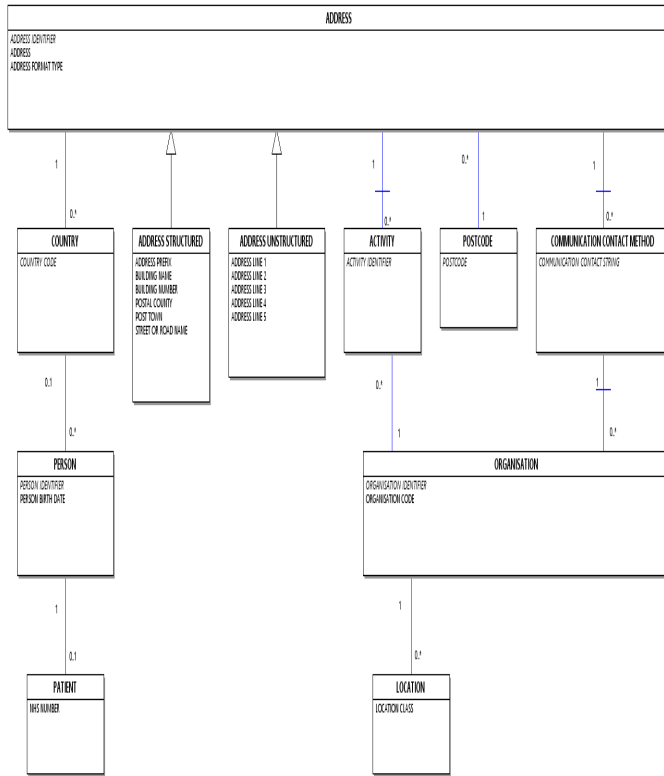 ADDRESS
ADDRESS IDENTIFIER
ADDRESS
ADDRESS FORMAT TYPE
1
1
0..*
1
0..*
0..*
1
0..*
COUNTRY
COUNTRY CODE
ADDRESS STRUCTURED
ADDRESS PREFIX
BUILDING NAME
BUILDING NUMBER
POSTAL COUNTY
POST TOWN
STREET OR ROAD NAME
ADDRESS UNSTRUCTURED
ADDRESS LINE 1
ADDRESS LINE 2
ADDRESS LINE 3
ADDRESS LINE 4
ADDRESS LINE 5
ACTIVITY
ACTIVITY IDENTIFIER
POSTCODE
POSTCODE
COMMUNICATION CONTACT METHOD
COMMUNICATION CONTACT STRING
0..1
0..*
1
0..*
1
0..*
PERSON
PERSON IDENTIFIER
PERSON BIRTH DATE
ORGANISATION
ORGANISATION IDENTIFIER
ORGANISATION CODE
1
1
0..1
0..*
PATIENT
NHS NUMBER
LOCATION
LOCATION CLASS